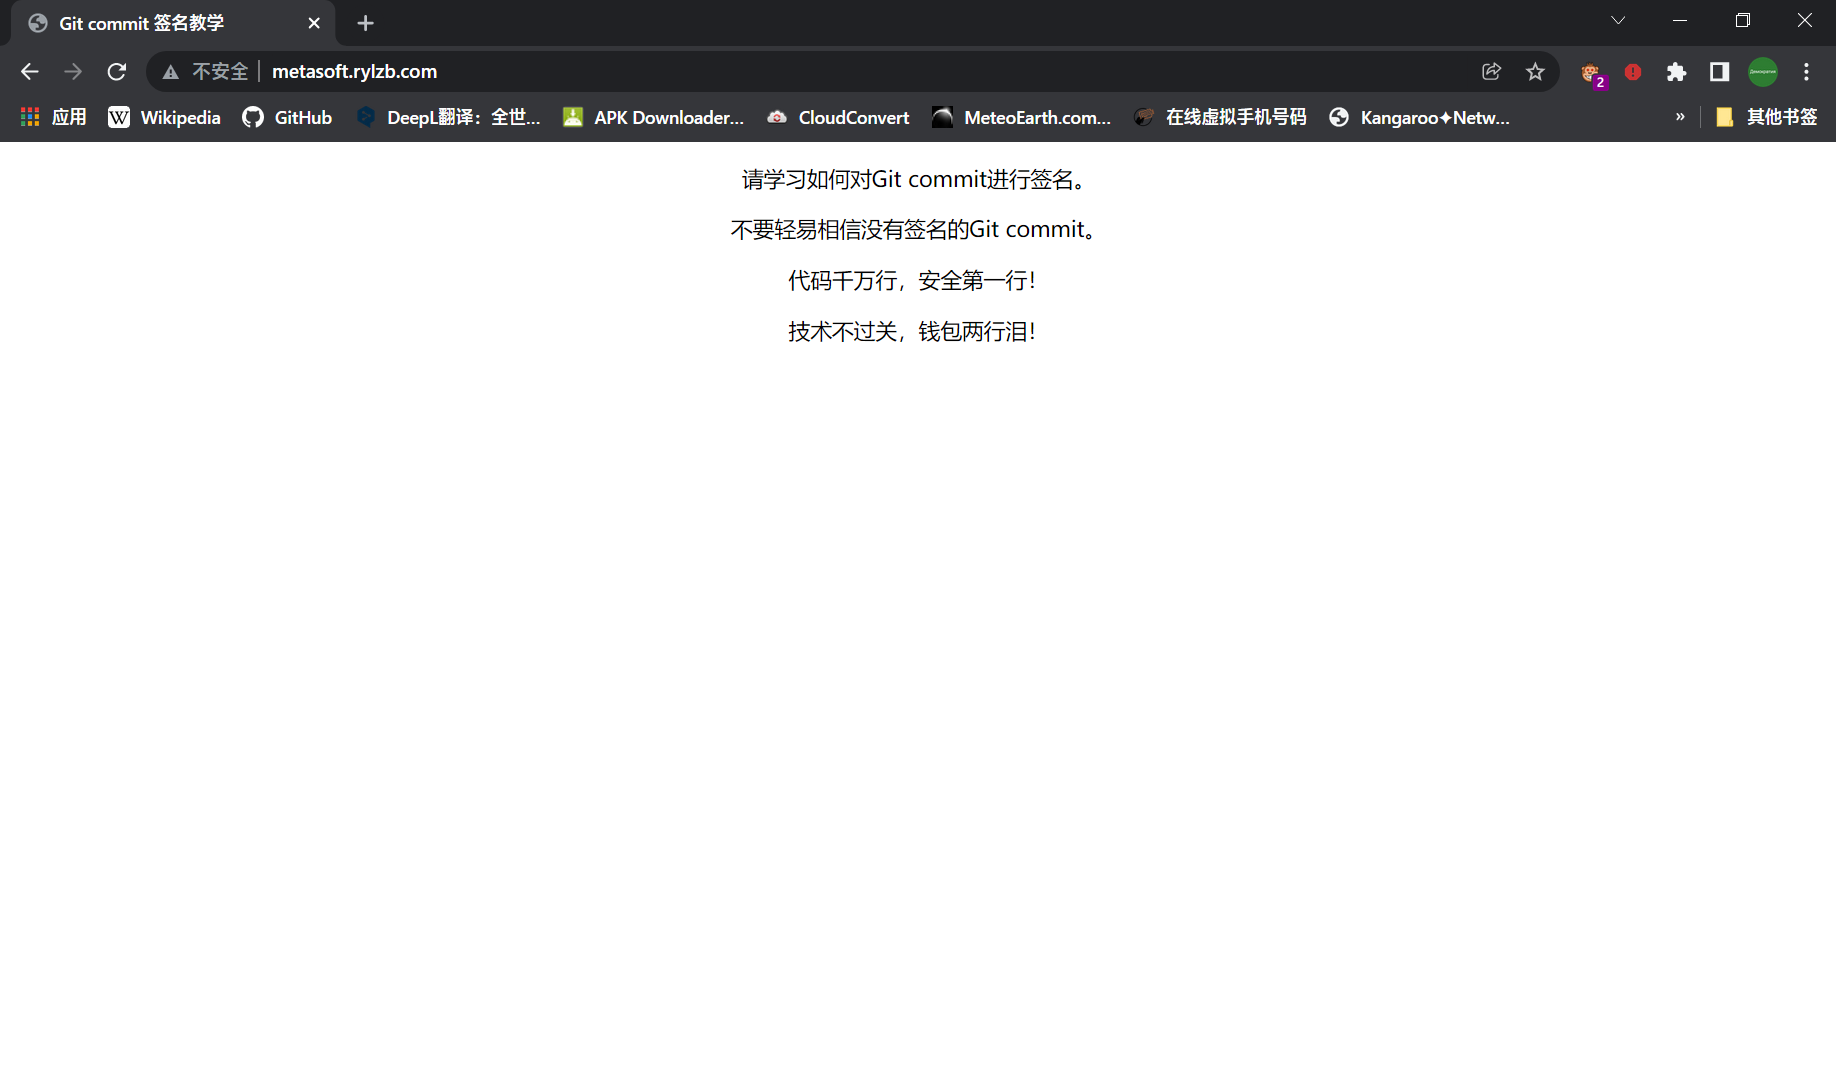 Git commit 签名教学
不安全 metasoft.rylzb.com
2
应用 Wikipedia GitHub DeepL翻译：全世... APK Downloader... CloudConvert MeteoEarth.com... 在线虚拟手机号码 Kangaroo✦Netw... » 其他书签
请学习如何对Git commit进行签名。
不要轻易相信没有签名的Git commit。
代码千万行，安全第一行！
技术不过关，钱包两行泪！